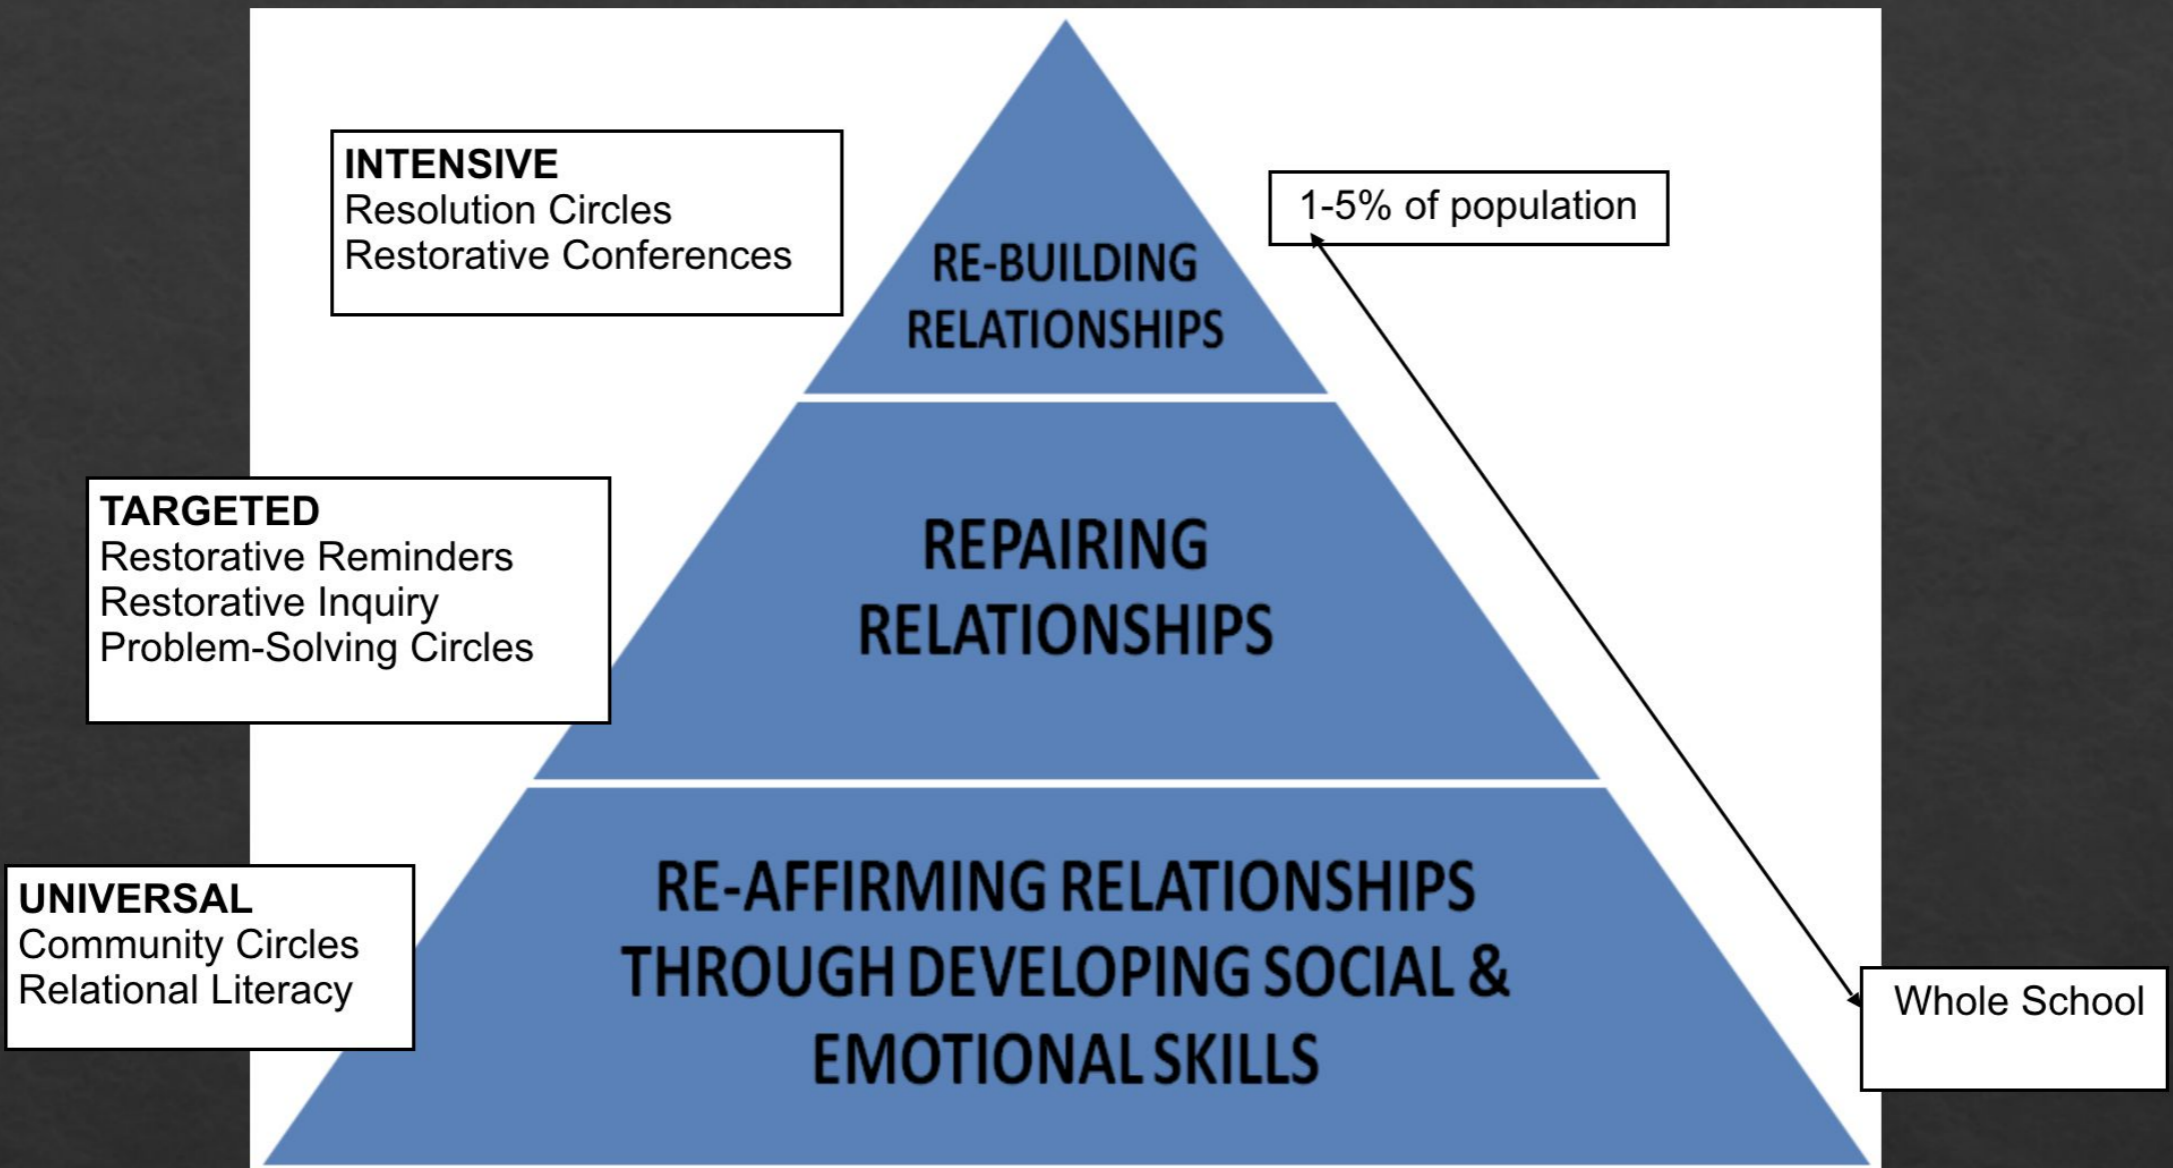 INTENSIVE
Resolution Circles
Restorative Conferences
1-5% of population
RE-BUILDING
RELATIONSHIPS
TARGETED
Restorative Reminders
Restorative Inquiry
Problem-Solving Circles
REPAIRING
RELATIONSHIPS
UNIVERSAL
Community Circles
Relational Literacy
RE-AFFIRMING RELATIONSHIPS
THROUGH DEVELOPING SOCIAL &
EMOTIONAL SKILLS
Whole School